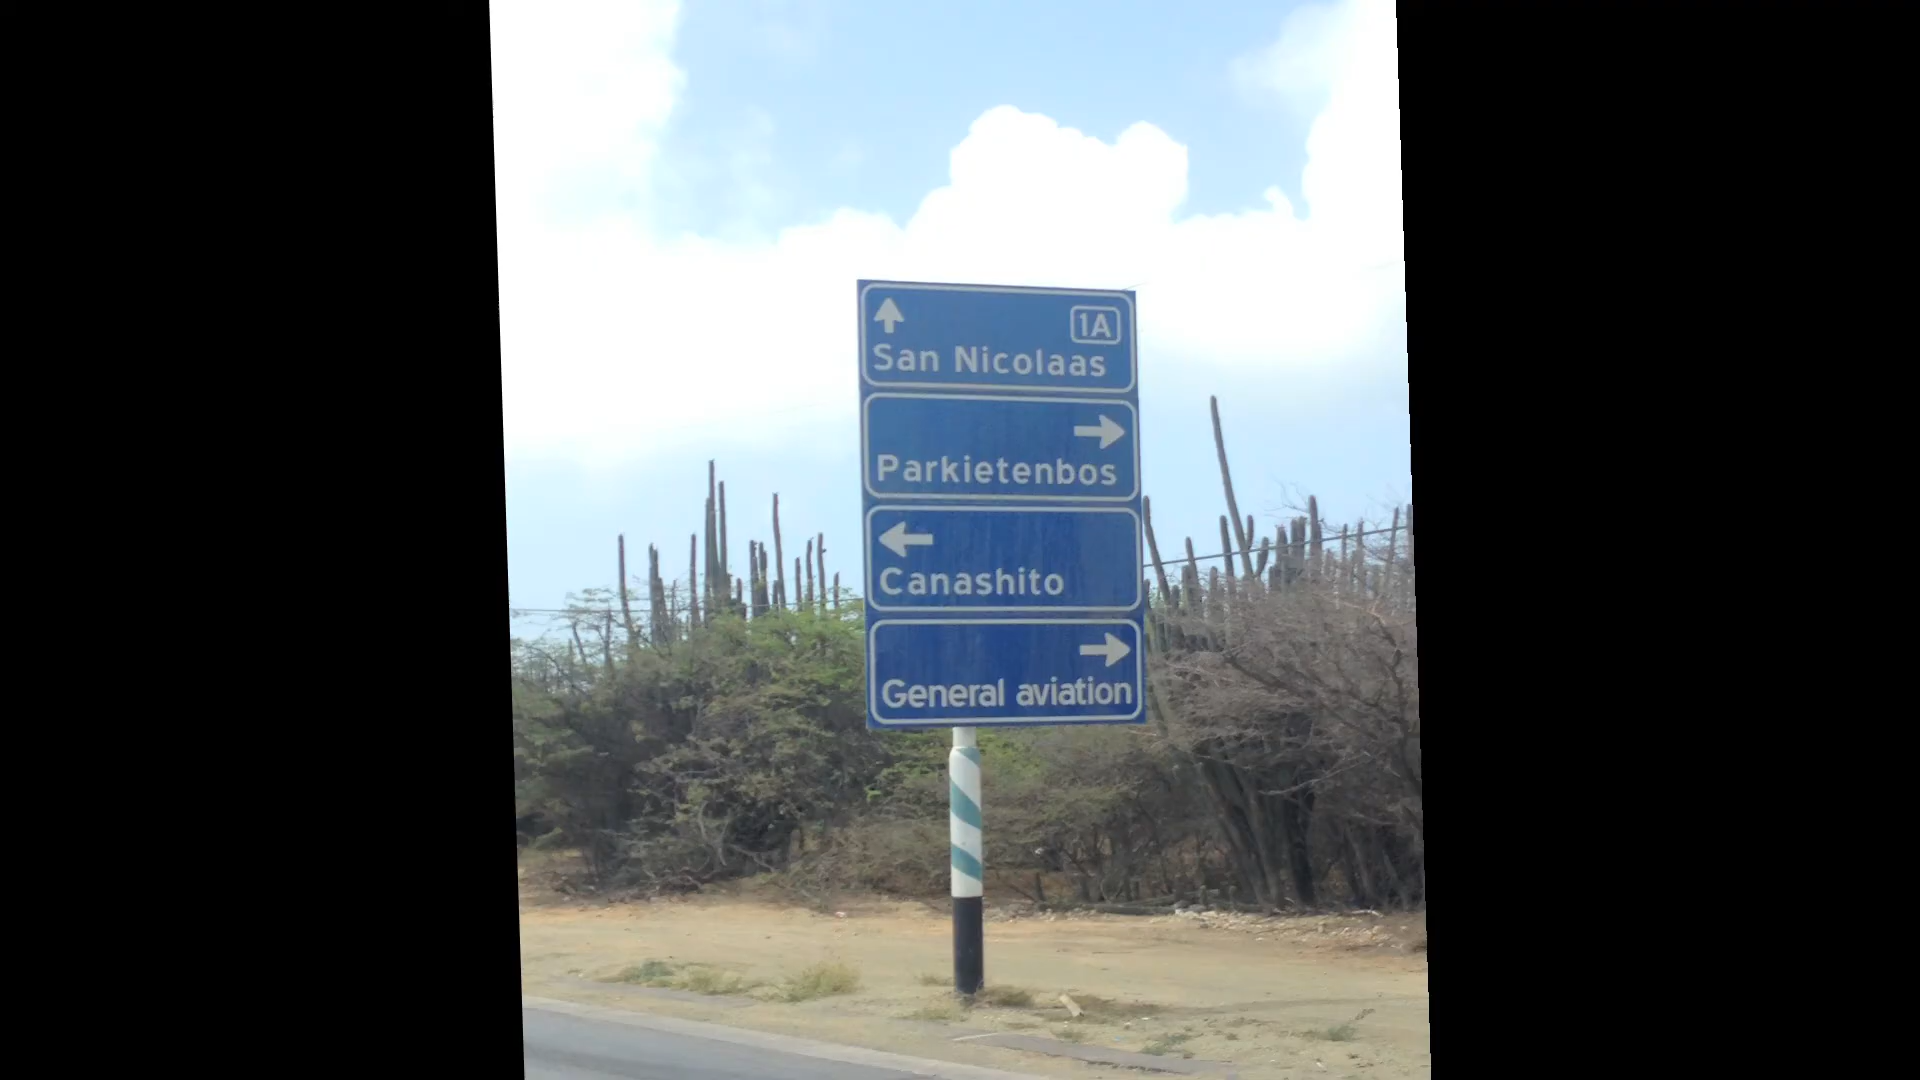 1A
San Nicolaas
Parkietenbos
Canashito
General aviation